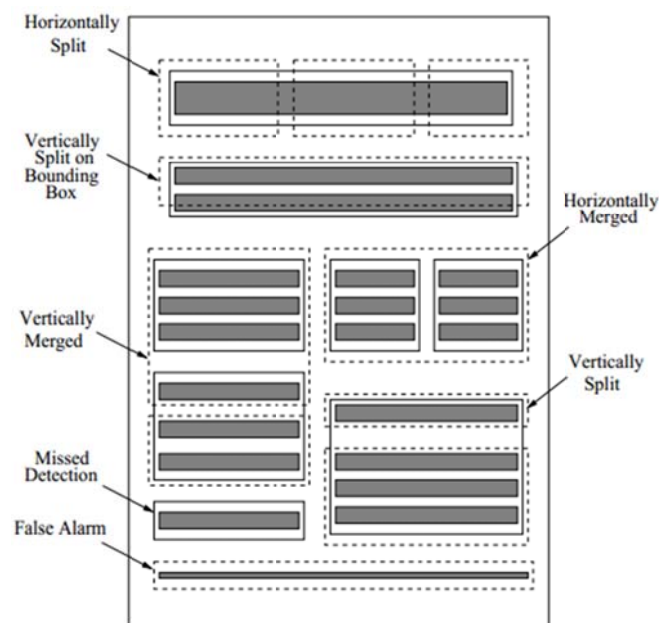 Horizontally
Split
Vertically
Split on
Bounding
Box
Horizontally
Merged
Vertically
Merged
Vertically
Split
Missed
Detection
False Alarm